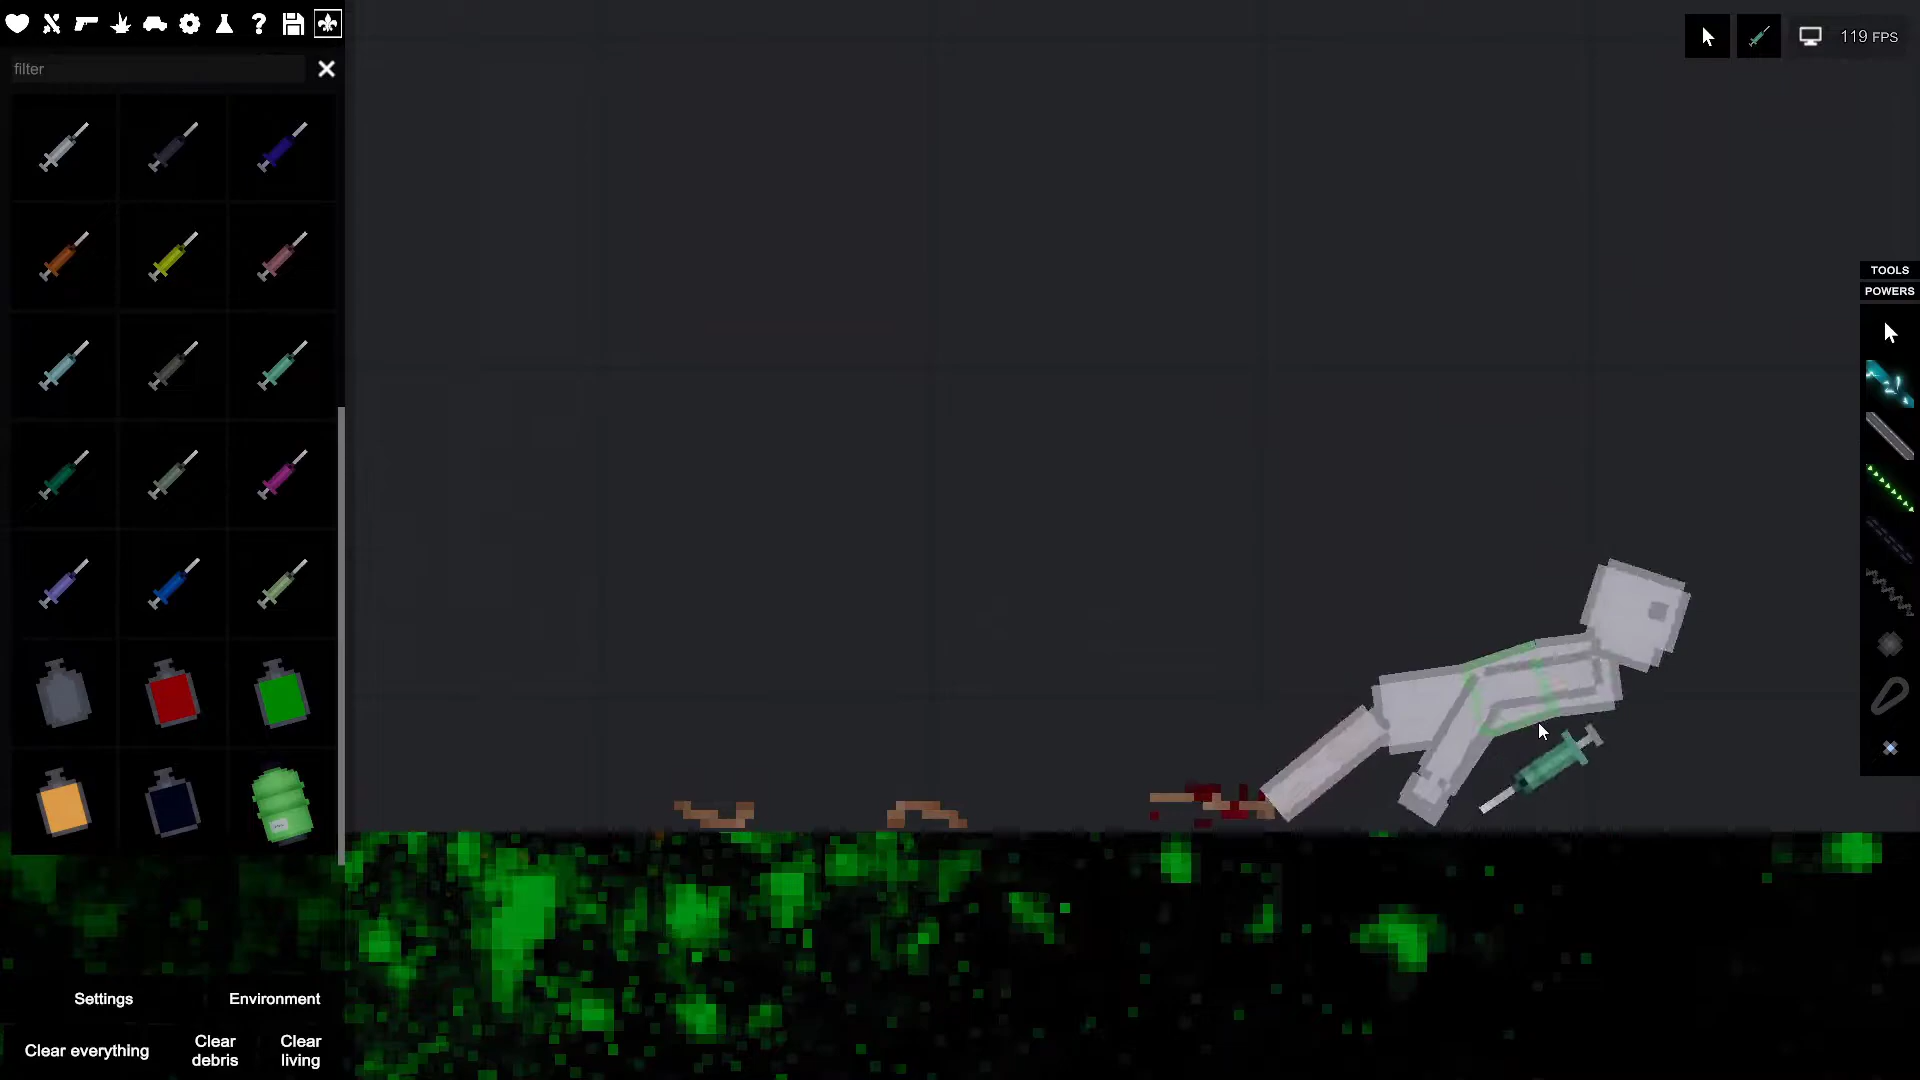 filter
119 FPS
TOOLS
POWERS
Settings
Environment
Clear everything
Clear
debris
Clear
living